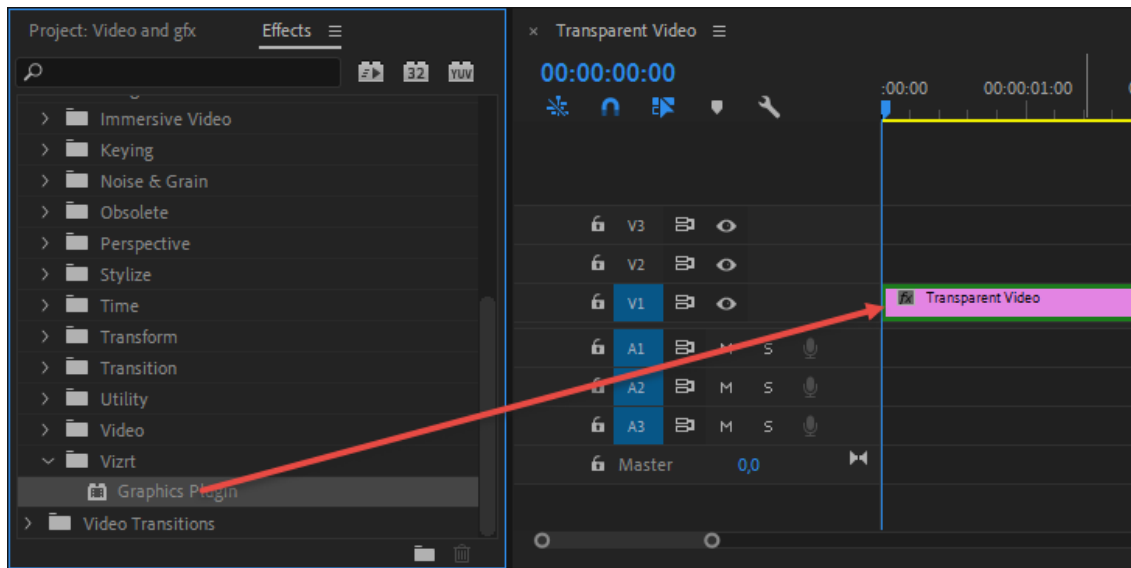 Project: Video and gfx
Effects
32
YUV
Immersive Video
Keying
Noise & Grain
Obsolete
Perspective
Stylize
Time
Transform
Transition
Utility
Video
Vizrt
Graphics Plugin
Video Transitions
× Transparent Video
00:00:00:00
:00:00
00:00:01:00
V3
V2
V1
fx Transparent Video
A1 M S
A2 M S
A3 M S
Master 0,0